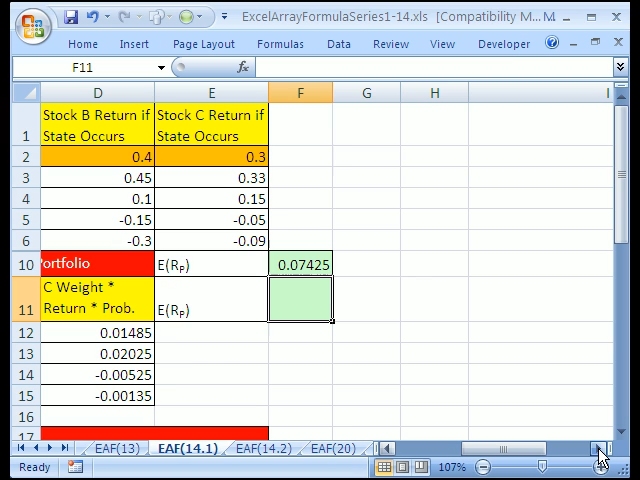 ExcelArrayFormulaSeries1-14.xls [Compatibility M... M.
Home Insert Page Layout Formulas Data Review View Developer
F11 fx
D E F G H I
1 Stock B Return if State Occurs Stock C Return if State Occurs
2 0.4 0.3
3 0.45 0.33
4 0.1 0.15
5 -0.15 -0.05
6 -0.3 -0.09
10 ortfolio E(RP) 0.07425
11 C Weight * Return * Prob. E(RP)
12 0.01485
13 0.02025
14 -0.00525
15 -0.00135
16
17
EAF(13) EAF(14.1) EAF(14.2) EAF(20)
Ready 107%